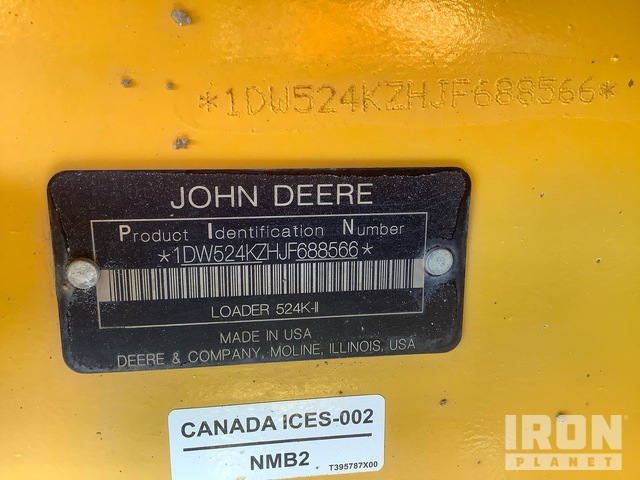 *1DW524KZHJF688566*
JOHN DEERE
Product Identification Number
*1DW524KZHJF688566*
LOADER 524K-II
MADE IN USA
DEERE & COMPANY, MOLINE, ILLINOIS, USA
CANADA ICES-002
NMB2
T395787X00
IRON
PLANET